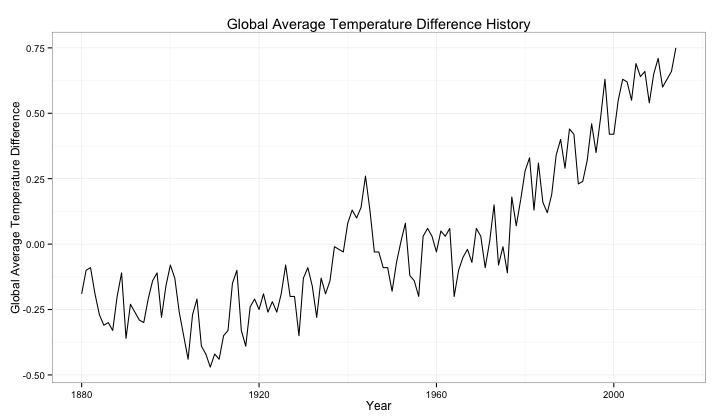 Global Average Temperature Difference History
Global Average Temperature Difference
0.75
0.50
0.25
0.00
-0.25
-0.50
1880 1920 1960 2000
Year